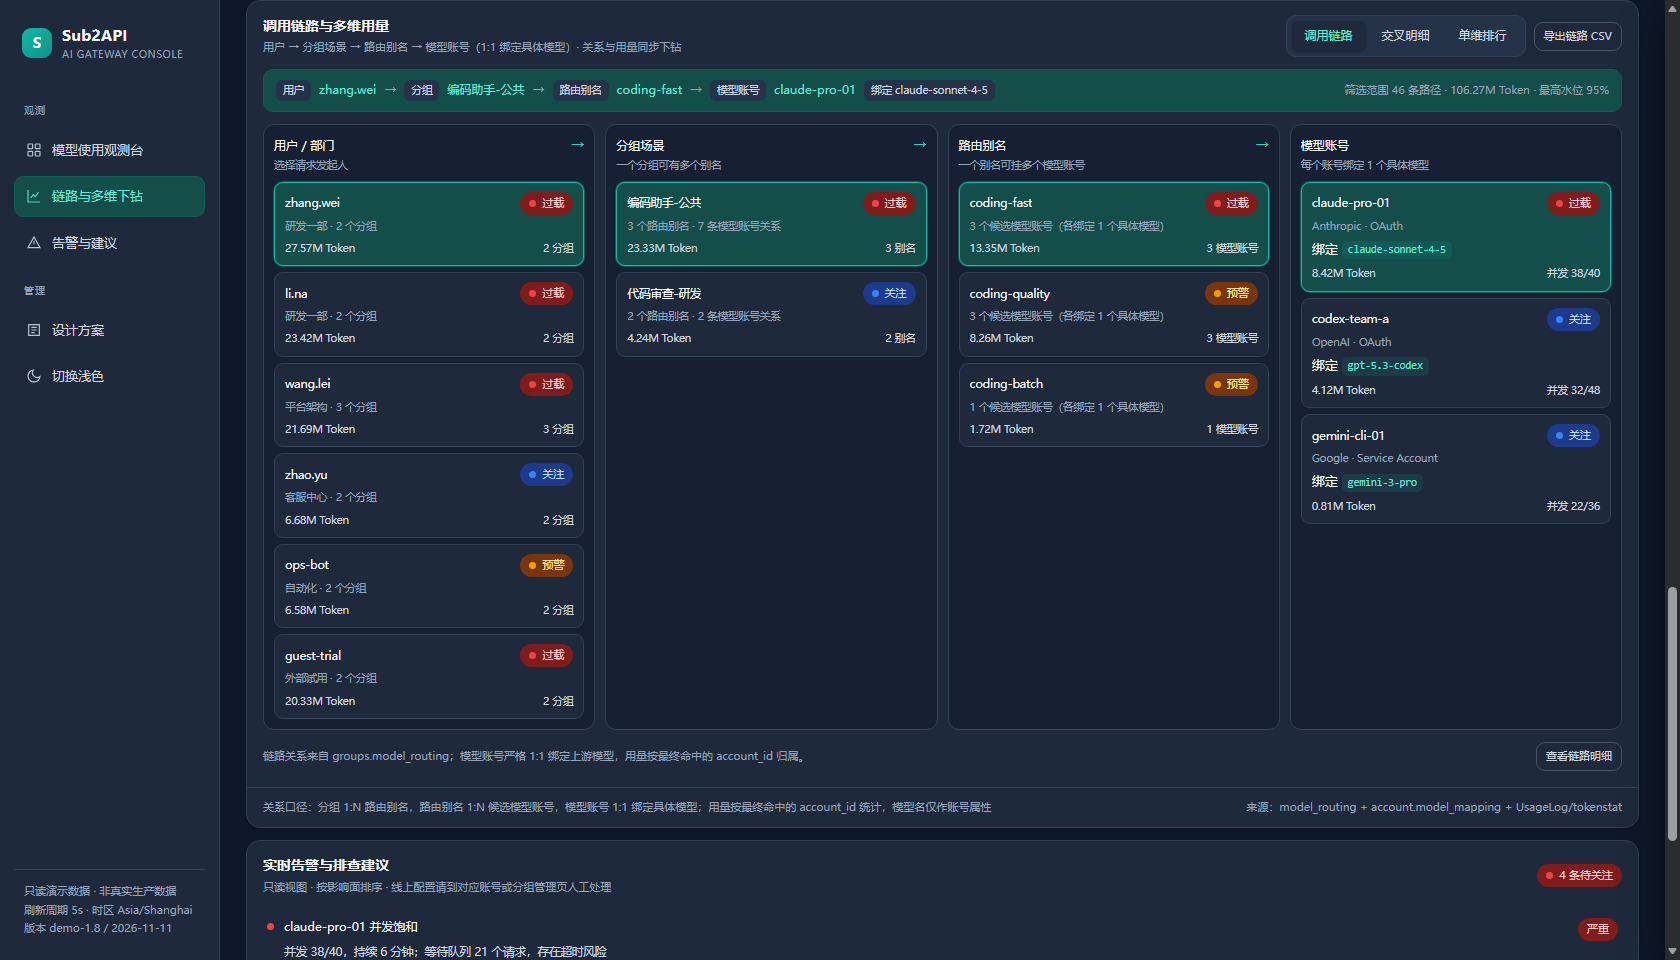 S
Sub2API
AI GATEWAY CONSOLE
观测
模型使用观测台
链路与多维下钻
告警与建议
管理
设计方案
切换浅色
只读演示数据 · 非真实生产数据
刷新周期 5s · 时区 Asia/Shanghai
版本 demo-1.8 / 2026-11-11
调用链路与多维用量
用户 → 分组场景 → 路由别名 → 模型账号（1:1 绑定具体模型）· 关系与用量同步下钻
调用链路 交叉明细 单维排行 导出链路 CSV
用户 zhang.wei → 分组 编码助手-公共 → 路由别名 coding-fast → 模型账号 claude-pro-01 绑定 claude-sonnet-4-5
筛选范围 46 条路径 · 106.27M Token · 最高水位 95%
用户 / 部门 →
选择请求发起人
zhang.wei 过载
研发一部 · 2 个分组
27.57M Token 2 分组
li.na 过载
研发一部 · 2 个分组
23.42M Token 2 分组
wang.lei 过载
平台架构 · 3 个分组
21.69M Token 3 分组
zhao.yu 关注
客服中心 · 2 个分组
6.68M Token 2 分组
ops-bot 预警
自动化 · 2 个分组
6.58M Token 2 分组
guest-trial 过载
外部试用 · 2 个分组
20.33M Token 2 分组
分组场景 →
一个分组可有多个别名
编码助手-公共 过载
3 个路由别名 · 7 条模型账号关系
23.33M Token 3 别名
代码审查-研发 关注
2 个路由别名 · 2 条模型账号关系
4.24M Token 2 别名
路由别名 →
一个别名可挂多个模型账号
coding-fast 过载
3 个候选模型账号（各绑定 1 个具体模型）
13.35M Token 3 模型账号
coding-quality 预警
3 个候选模型账号（各绑定 1 个具体模型）
8.26M Token 3 模型账号
coding-batch 预警
1 个候选模型账号（各绑定 1 个具体模型）
1.72M Token 1 模型账号
模型账号
每个账号绑定 1 个具体模型
claude-pro-01 过载
Anthropic · OAuth
绑定 claude-sonnet-4-5
8.42M Token 并发 38/40
codex-team-a 关注
OpenAI · OAuth
绑定 gpt-5.3-codex
4.12M Token 并发 32/48
gemini-cli-01 关注
Google · Service Account
绑定 gemini-3-pro
0.81M Token 并发 22/36
链路关系来自 groups.model_routing；模型账号严格 1:1 绑定上游模型，用量按最终命中的 account_id 归属。
查看链路明细
关系口径：分组 1:N 路由别名，路由别名 1:N 候选模型账号，模型账号 1:1 绑定具体模型；用量按最终命中的 account_id 统计，模型名仅作账号属性
来源：model_routing + account.model_mapping + UsageLog/tokenstat
实时告警与排查建议
只读视图 · 按影响面排序 · 线上配置请到对应账号或分组管理页人工处理
4 条待关注
claude-pro-01 并发饱和
严重
并发 38/40，持续 6 分钟；等待队列 21 个请求，存在超时风险